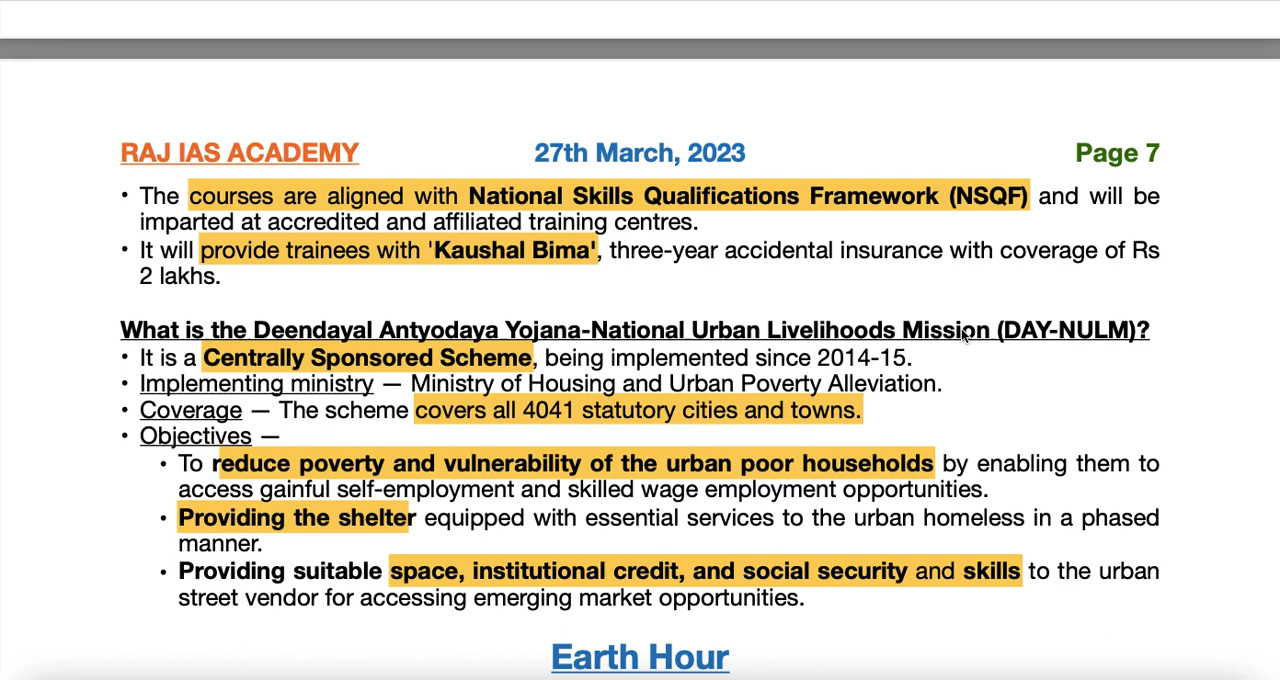 RAJ IAS ACADEMY 27th March, 2023 Page 7
• The courses are aligned with National Skills Qualifications Framework (NSQF) and will be
imparted at accredited and affiliated training centres.
• It will provide trainees with 'Kaushal Bima', three-year accidental insurance with coverage of Rs
2 lakhs.
What is the Deendayal Antyodaya Yojana-National Urban Livelihoods Mission (DAY-NULM)?
• It is a Centrally Sponsored Scheme, being implemented since 2014-15.
• Implementing ministry — Ministry of Housing and Urban Poverty Alleviation.
• Coverage — The scheme covers all 4041 statutory cities and towns.
• Objectives —
• To reduce poverty and vulnerability of the urban poor households by enabling them to
access gainful self-employment and skilled wage employment opportunities.
• Providing the shelter equipped with essential services to the urban homeless in a phased
manner.
• Providing suitable space, institutional credit, and social security and skills to the urban
street vendor for accessing emerging market opportunities.
Earth Hour